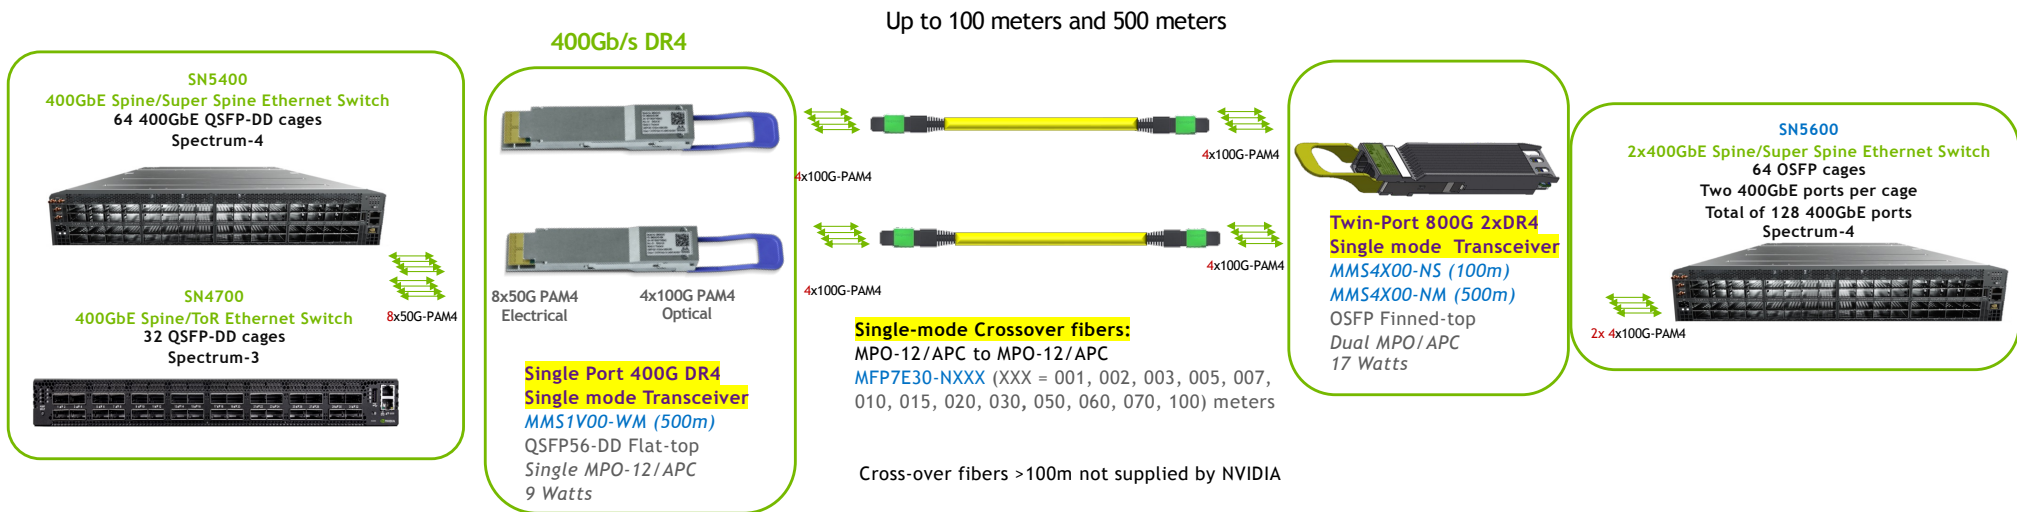 Up to 100 meters and 500 meters
400Gb/s DR4
SN5400
400GbE Spine/Super Spine Ethernet Switch
64 400GbE QSFP-DD cages
Spectrum-4
SN4700
400GbE Spine/ToR Ethernet Switch
32 QSFP-DD cages
Spectrum-3
8x50G-PAM4
8x50G PAM4
Electrical
4x100G PAM4
Optical
Single Port 400G DR4
Single mode Transceiver
MMS1V00-WM (500m)
QSFP56-DD Flat-top
Single MPO-12/APC
9 Watts
4x100G-PAM4
4x100G-PAM4
4x100G-PAM4
4x100G-PAM4
Single-mode Crossover fibers:
MPO-12/APC to MPO-12/APC
MFP7E30-NXXX (XXX = 001, 002, 003, 005, 007,
010, 015, 020, 030, 050, 060, 070, 100) meters
Cross-over fibers >100m not supplied by NVIDIA
Twin-Port 800G 2xDR4
Single mode Transceiver
MMS4X00-NS (100m)
MMS4X00-NM (500m)
OSFP Finned-top
Dual MPO/APC
17 Watts
SN5600
2x400GbE Spine/Super Spine Ethernet Switch
64 OSFP cages
Two 400GbE ports per cage
Total of 128 400GbE ports
Spectrum-4
2x 4x100G-PAM4